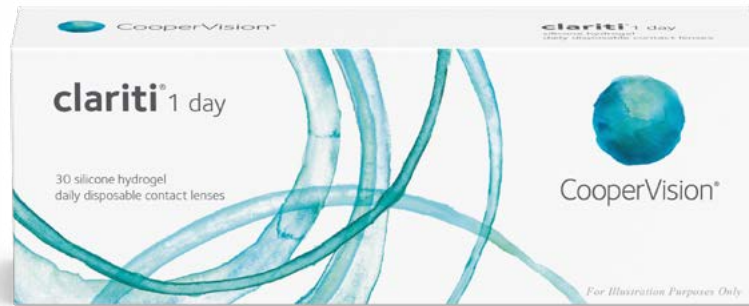 CooperVision®
clariti® 1 day
silicone hydrogel
daily disposable contact lenses
clariti® 1 day
30 silicone hydrogel
daily disposable contact lenses
CooperVision®
For Illustration Purposes Only